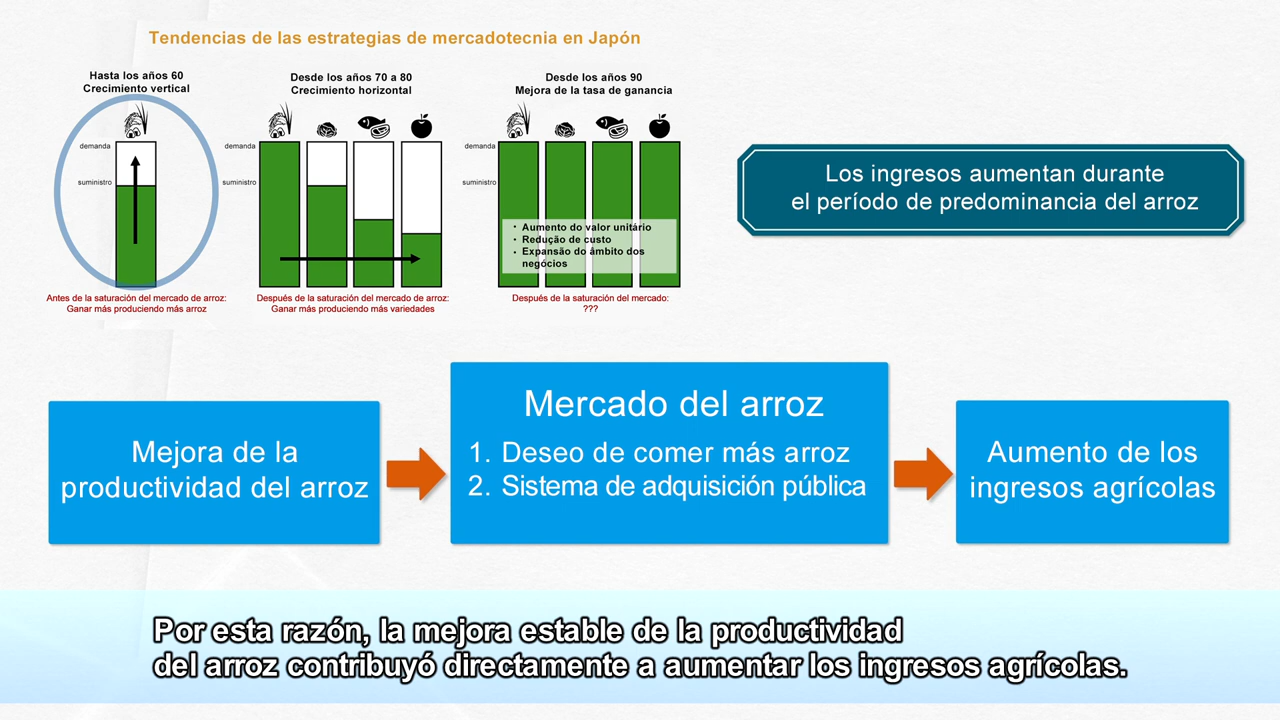 Tendencias de las estrategias de mercadotecnia en Japón
Hasta los años 60
Crecimiento vertical
demanda
suministro
Antes de la saturación del mercado de arroz:
Ganar más produciendo más arroz
Desde los años 70 a 80
Crecimiento horizontal
demanda
suministro
Después de la saturación del mercado de arroz:
Ganar más produciendo más variedades
Desde los años 90
Mejora de la tasa de ganancia
demanda
suministro
• Aumento do valor unitário
• Redução de custo
• Expansão do âmbito dos
negócios
Después de la saturación del mercado:
???
Los ingresos aumentan durante
el período de predominancia del arroz
Mejora de la
productividad del arroz
Mercado del arroz
1. Deseo de comer más arroz
2. Sistema de adquisición pública
Aumento de los
ingresos agrícolas
Por esta razón, la mejora estable de la productividad
del arroz contribuyó directamente a aumentar los ingresos agrícolas.